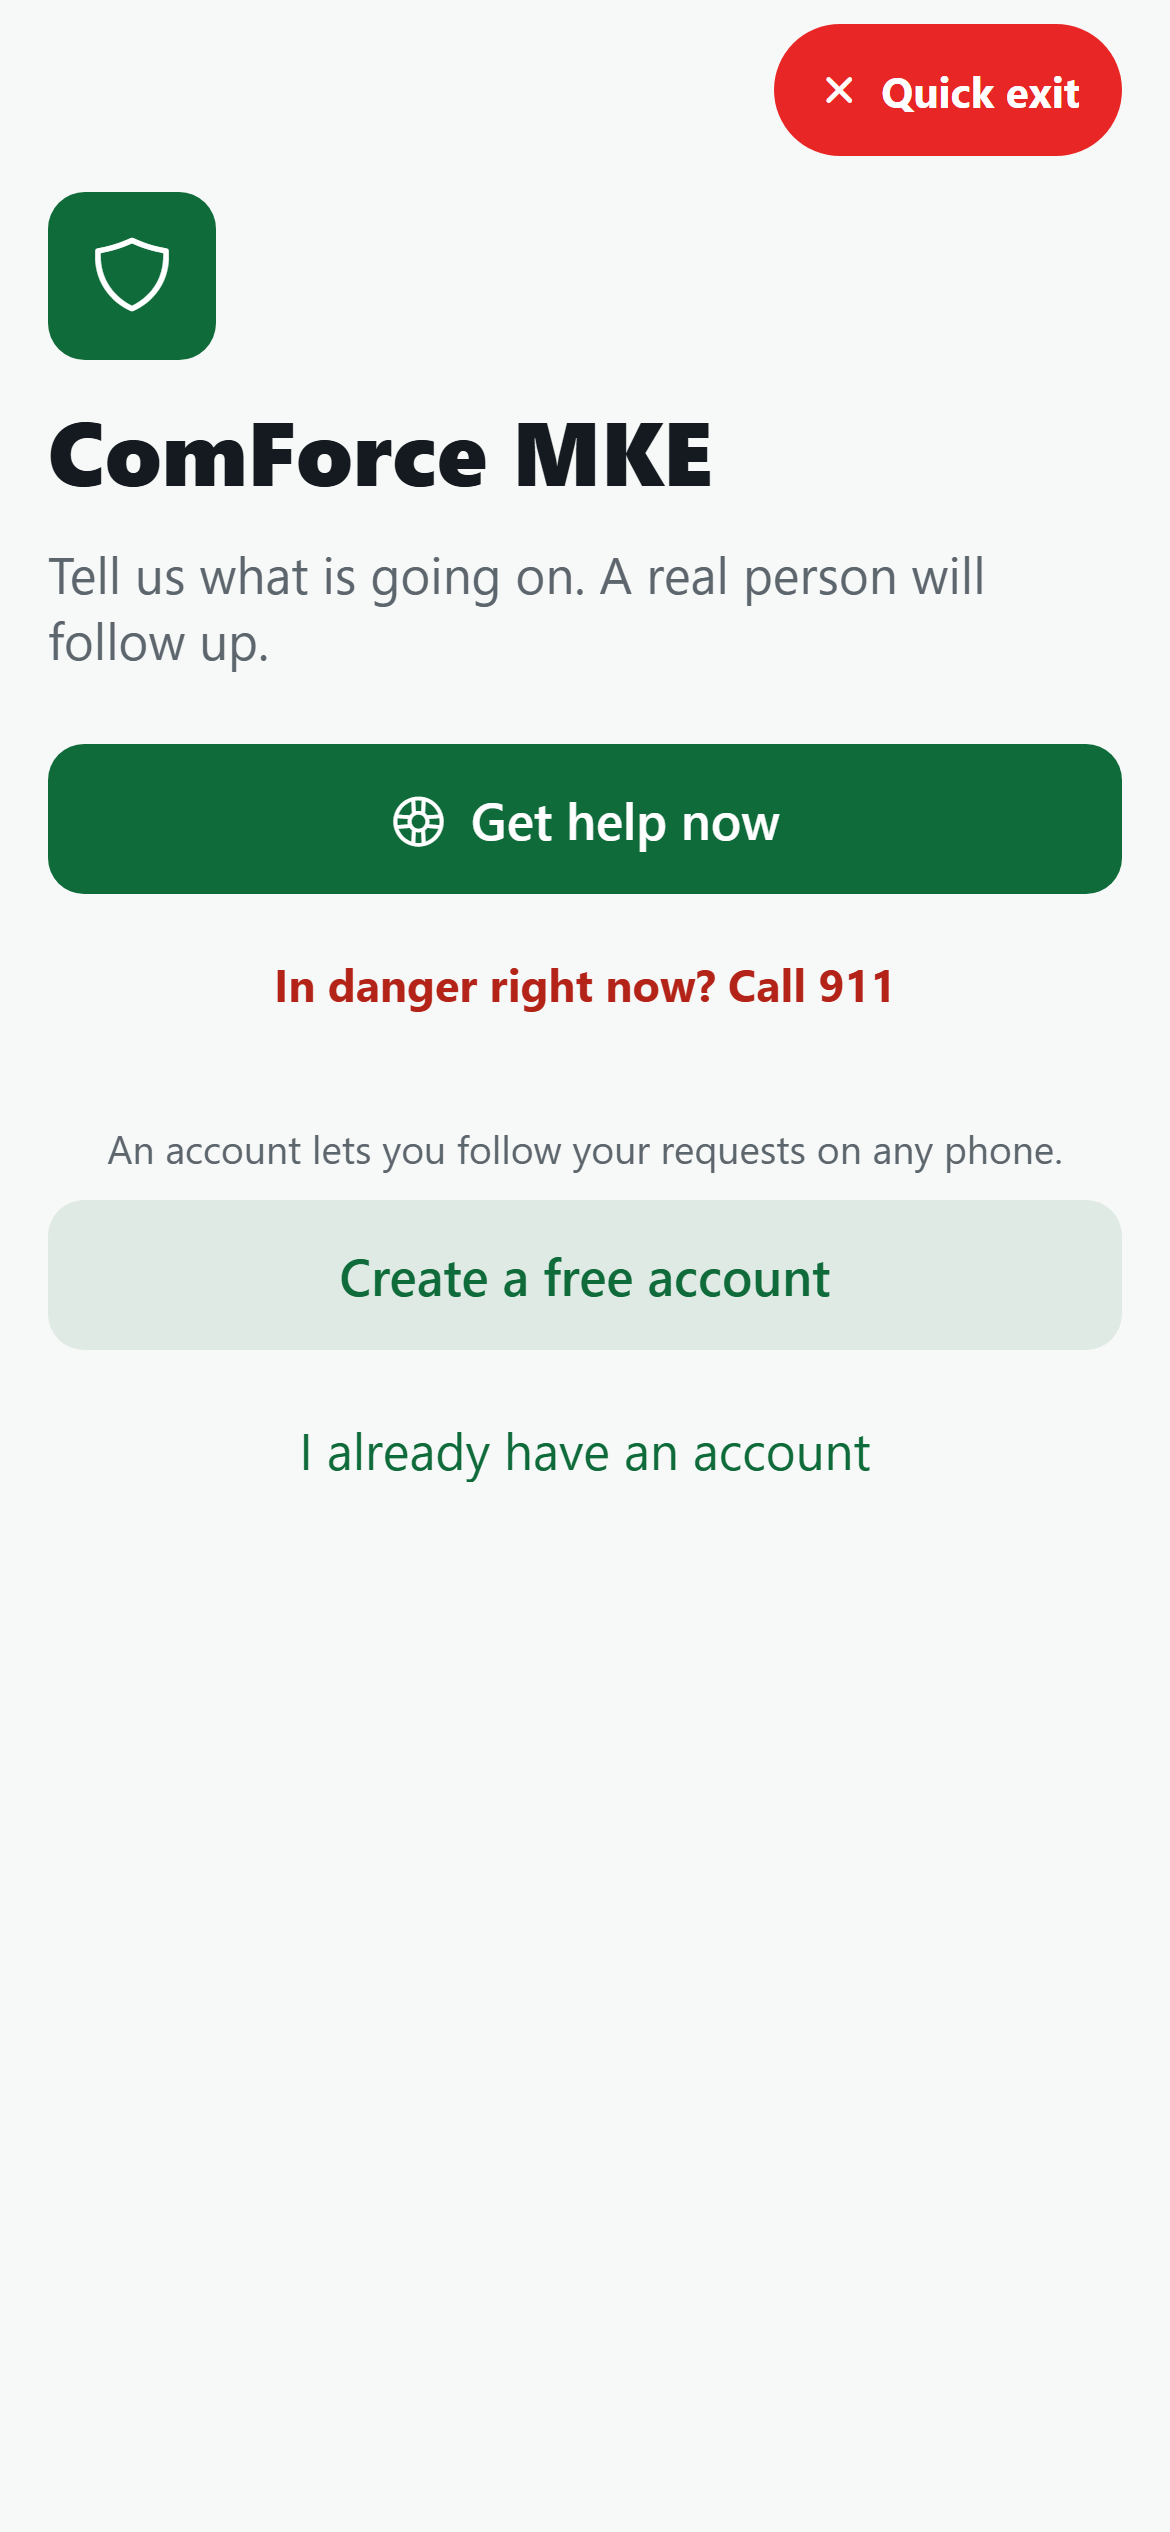 Quick exit
ComForce MKE
Tell us what is going on. A real person will
follow up.
Get help now
In danger right now? Call 911
An account lets you follow your requests on any phone.
Create a free account
I already have an account